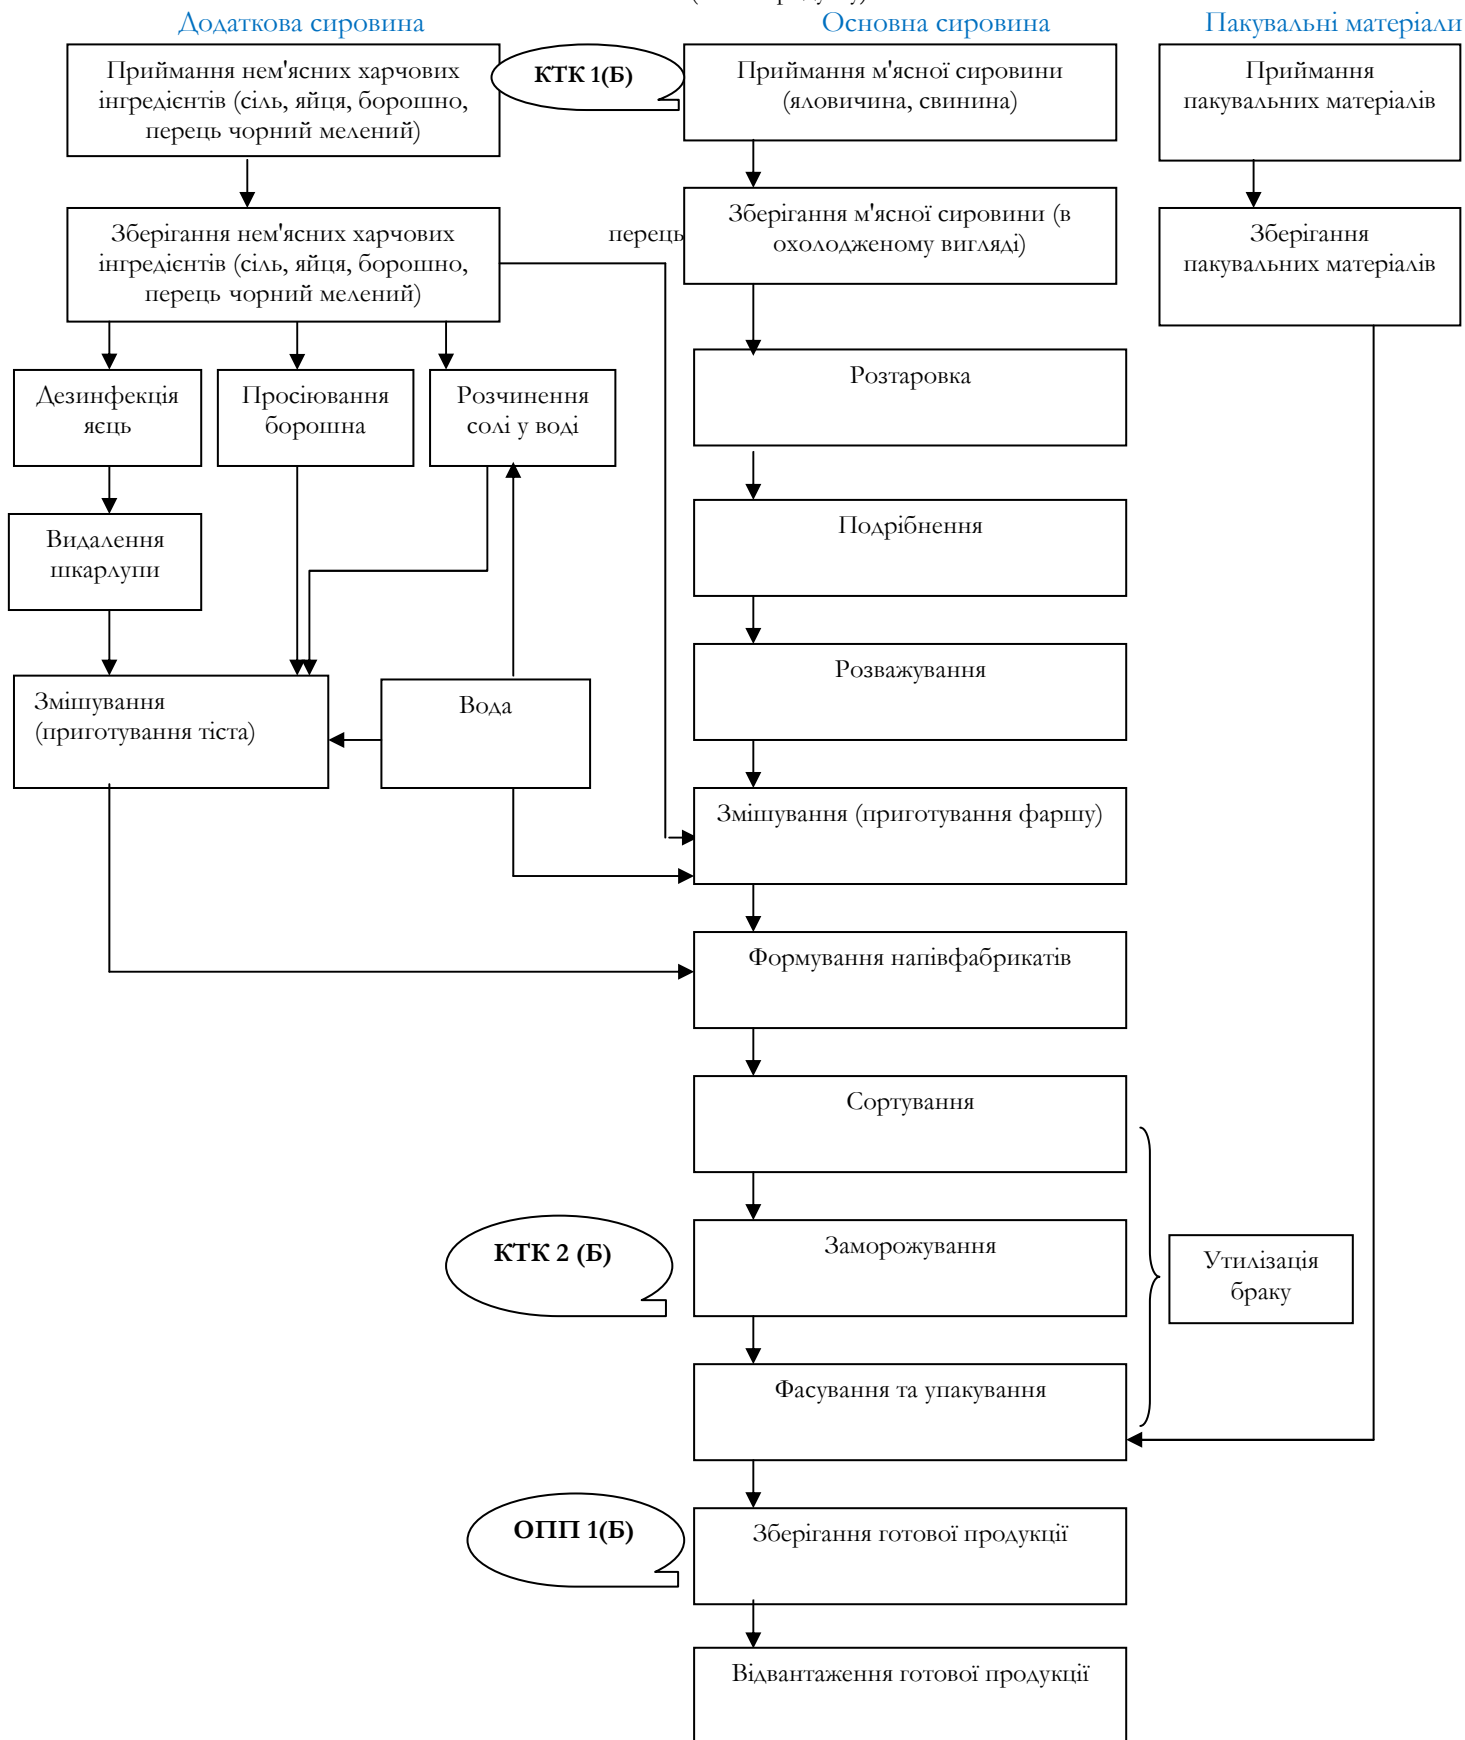 Додаткова сировина
Основна сировина
Пакувальні матеріали
Приймання нем'ясних харчових
інгредієнтів (сіль, яйця, борошно,
перець чорний мелений)
КТК 1(Б)
Приймання м'ясної сировини
(яловичина, свинина)
Приймання
пакувальних матеріалів
Зберігання нем'ясних харчових
інгредієнтів (сіль, яйця, борошно,
перець чорний мелений)
перець
Зберігання м'ясної сировини (в
охолодженому вигляді)
Зберігання
пакувальних матеріалів
Дезинфекція
яєць
Просіювання
борошна
Розчинення
солі у воді
Розтаровка
Видалення
шкарлупи
Подрібнення
Розважування
Змішування
(приготування тіста)
Вода
Змішування (приготування фаршу)
Формування напівфабрикатів
Сортування
КТК 2 (Б)
Заморожування
Утилізація
браку
Фасування та упакування
ОПП 1(Б)
Зберігання готової продукції
Відвантаження готової продукції